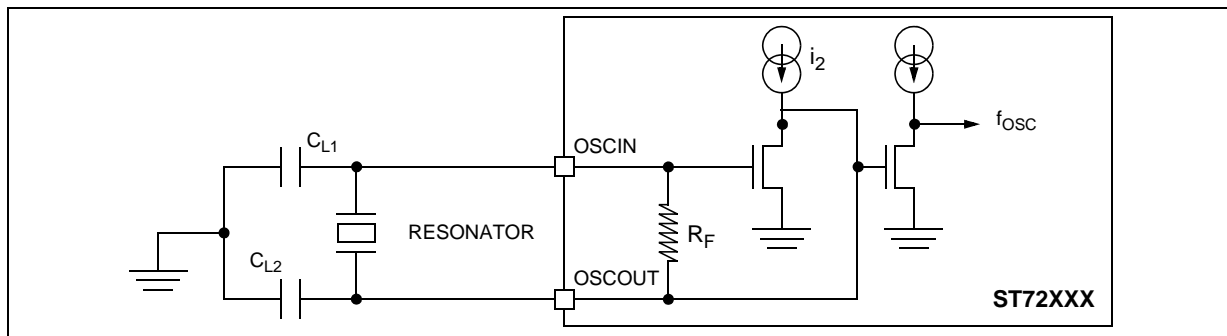 i2
fOSC
CL1
OSCIN
RESONATOR
RF
CL2
OSCOUT
ST72XXX